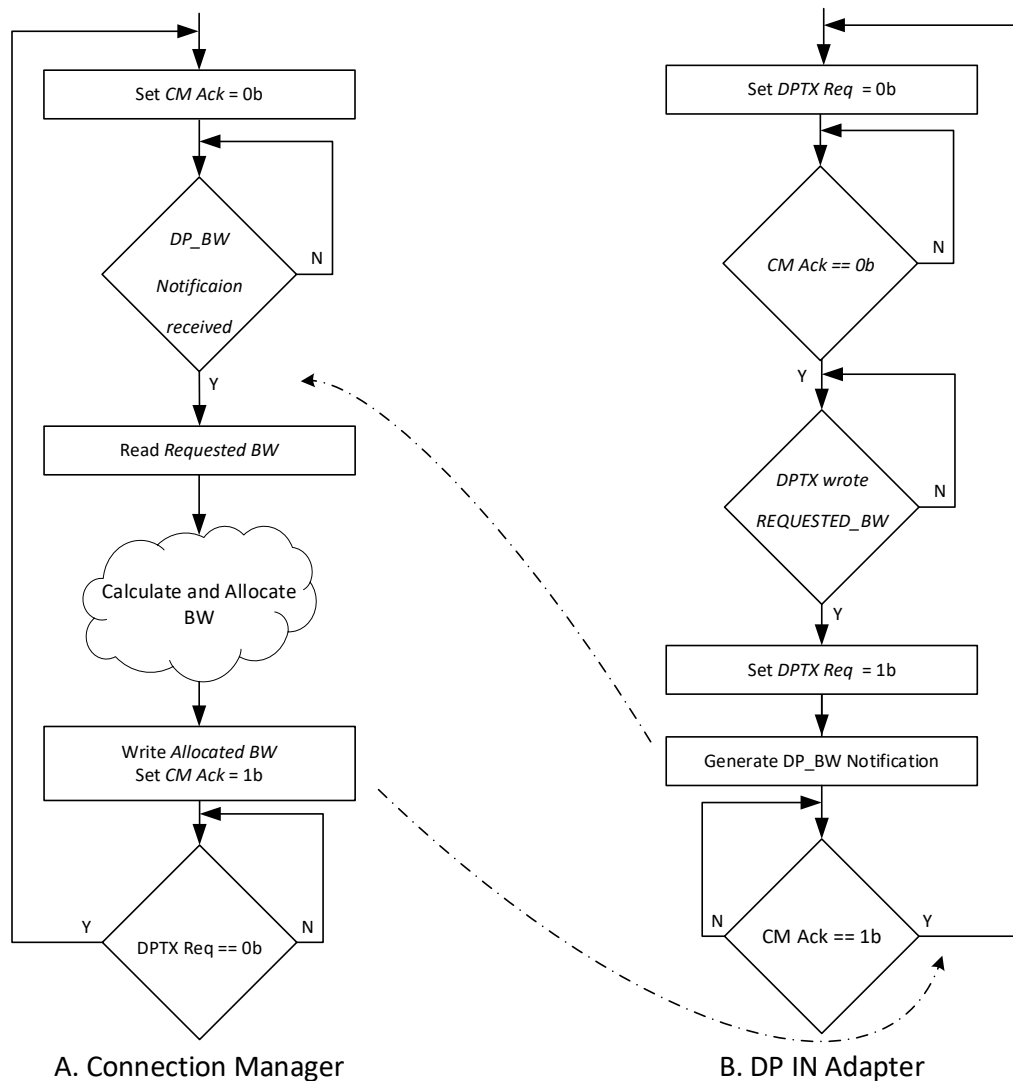 Set CM Ack = 0b
DP_BW
Notificaion
received
N
Y
Read Requested BW
Calculate and Allocate
BW
Write Allocated BW
Set CM Ack = 1b
Y
N
DPTX Req == 0b
A. Connection Manager
Set DPTX Req = 0b
N
CM Ack == 0b
Y
DPTX wrote
N
REQUESTED_BW
Y
Set DPTX Req = 1b
Generate DP_BW Notification
N
Y
CM Ack == 1b
B. DP IN Adapter